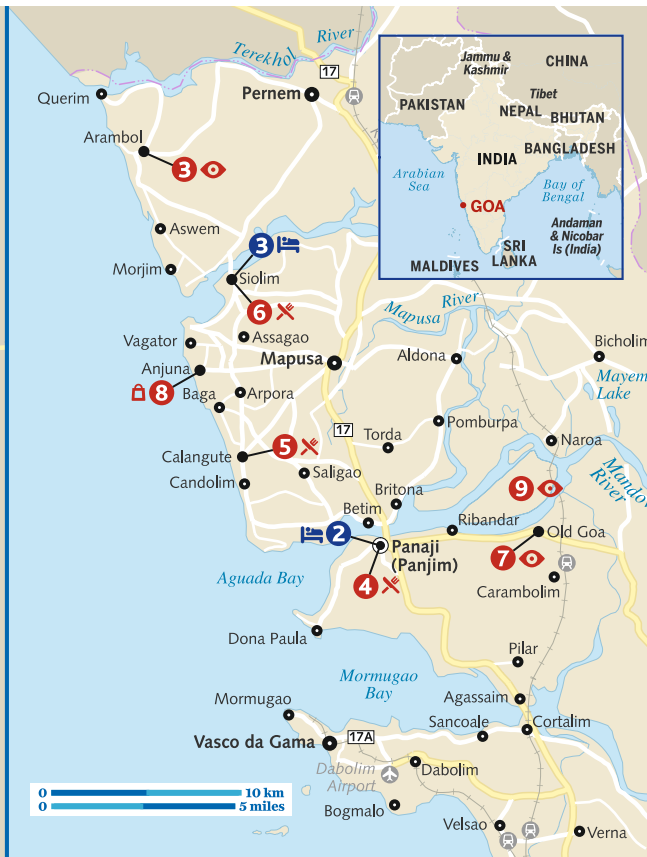 Terekhol
River
17
Querim
Pernem
Arambol
3
Aswem
3
Morjim
Siolim
6
Jammu &
Kashmir
CHINA
Tibet
PAKISTAN
NEPAL
BHUTAN
BANGLADESH
INDIA
Arabian
Sea
Bay of
Bengal
GOA
Andaman
& Nicobar
Is (India)
SRI
LANKA
MALDIVES
Mapusa
River
Vagator
Assagao
Mapusa
Aldona
Bicholim
Anjuna
8
Baga
Arpora
Mayem
Lake
17
Pomburpa
Torda
Naroa
5
Calangute
Saligao
Candolim
9
Mandovi
River
Britona
Betim
Ribandar
2
Old Goa
Panaji
(Panjim)
7
4
Aguada Bay
Carambolim
Dona Paula
Pilar
Mormugao
Bay
Mormugao
Agassaim
Sancoale
Cortalim
Vasco da Gama
17A
Dabolim
Airport
Dabolim
0
10 km
0
5 miles
Bogmalo
Velsao
Verna